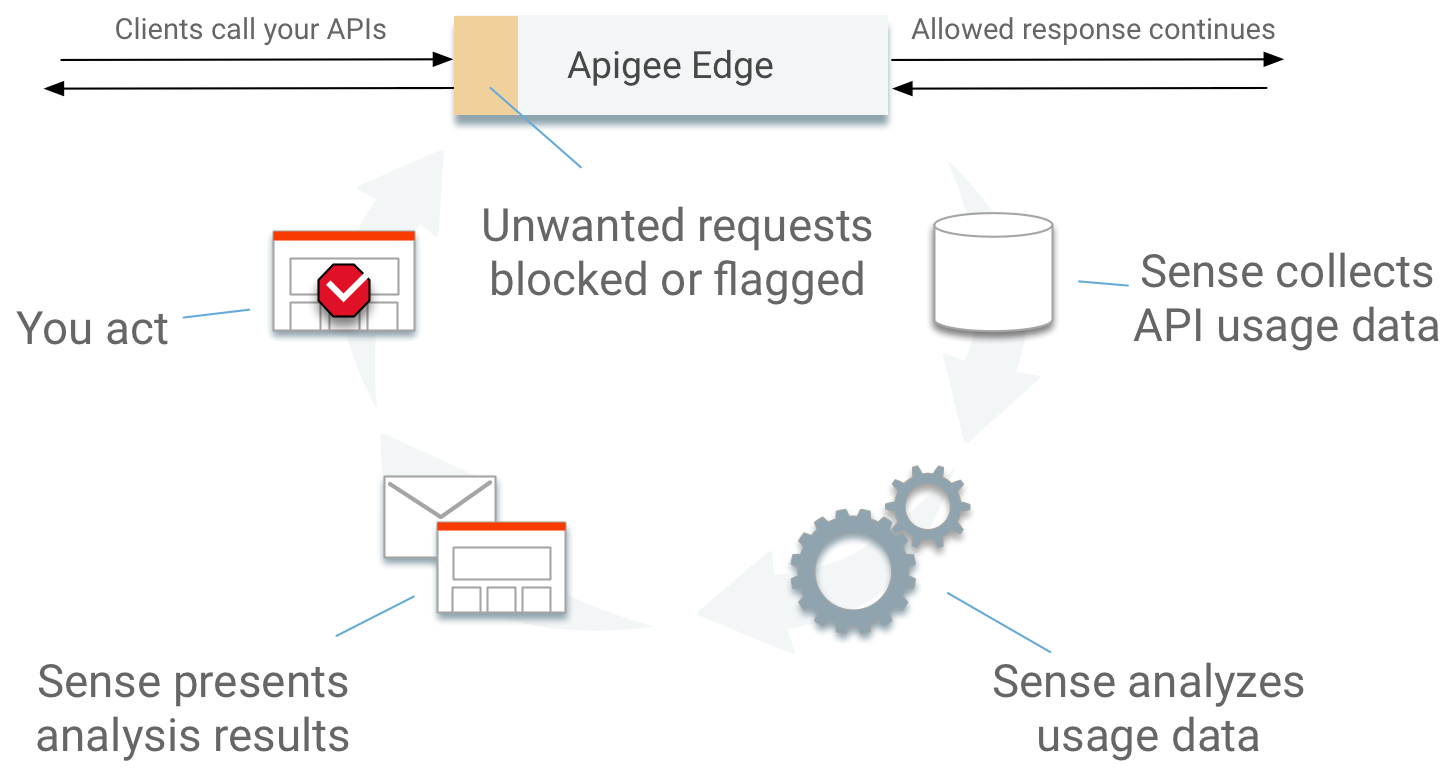 Clients call your APIs
Apigee Edge
Allowed response continues
Unwanted requests
blocked or flagged
Sense collects
API usage data
You act
Sense presents
analysis results
Sense analyzes
usage data